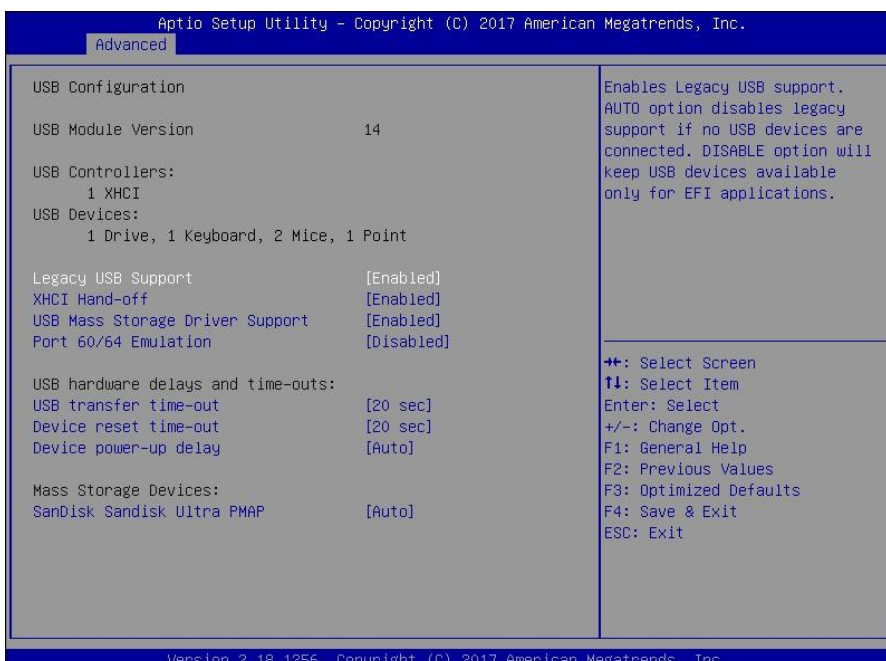 Aptio Setup Utility – Copyright (C) 2017 American Megatrends, Inc.
Advanced
USB Configuration
USB Module Version 14
USB Controllers:
1 XHCI
USB Devices:
1 Drive, 1 Keyboard, 2 Mice, 1 Point
Legacy USB Support [Enabled]
XHCI Hand-off [Enabled]
USB Mass Storage Driver Support [Enabled]
Port 60/64 Emulation [Disabled]
USB hardware delays and time-outs:
USB transfer time-out [20 sec]
Device reset time-out [20 sec]
Device power-up delay [Auto]
Mass Storage Devices:
SanDisk Sandisk Ultra PMAP [Auto]
Enables Legacy USB support.
AUTO option disables legacy
support if no USB devices are
connected. DISABLE option will
keep USB devices available
only for EFI applications.
→←: Select Screen
↑↓: Select Item
Enter: Select
+/-: Change Opt.
F1: General Help
F2: Previous Values
F3: Optimized Defaults
F4: Save & Exit
ESC: Exit
Version 2.18.1256. Copyright (C) 2017 American Megatrends, Inc.